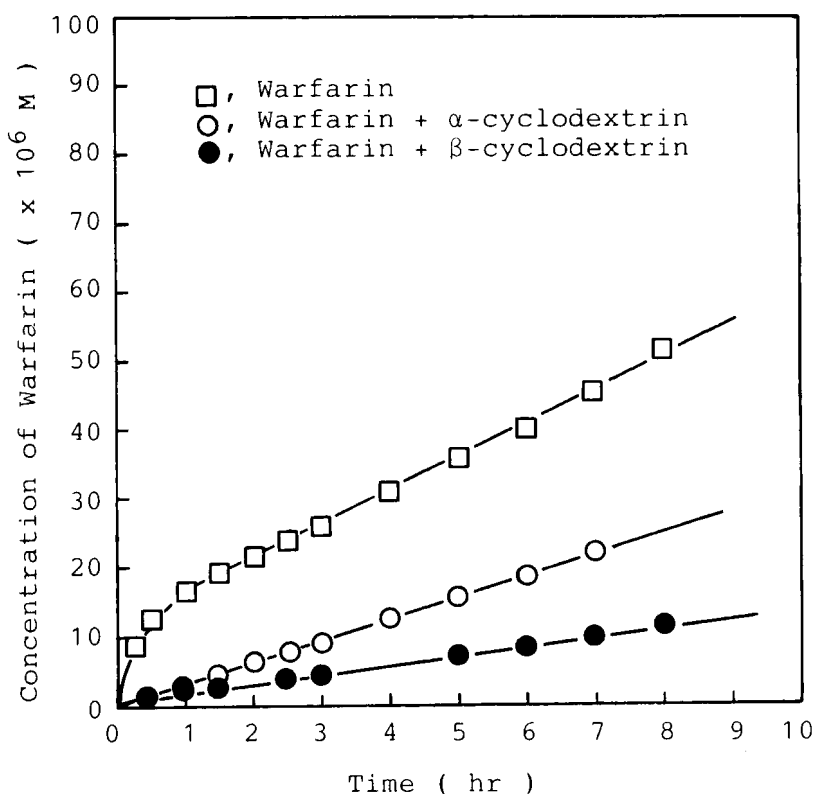 Concentration of Warfarin ( x 10⁶ M )
100
90
80
70
60
50
40
30
20
10
0
□, Warfarin
○, Warfarin + α-cyclodextrin
●, Warfarin + β-cyclodextrin
0 1 2 3 4 5 6 7 8 9 10
Time ( hr )